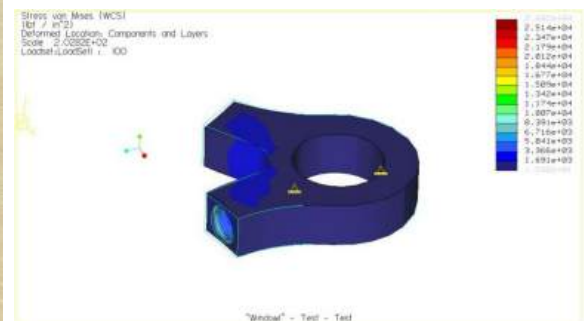 Stress von Mises (WCS)
(lbf / in^2)
Deformed Location: Components and Layers
Scale 2.0282E+02
Loadset:LoadSet1 : XO
2.514e+04
2.347e+04
2.179e+04
2.012e+04
1.844e+04
1.677e+04
1.509e+04
1.342e+04
1.174e+04
1.007e+04
8.391e+03
6.716e+03
5.041e+03
3.366e+03
1.691e+03
"Window" - Test - Test